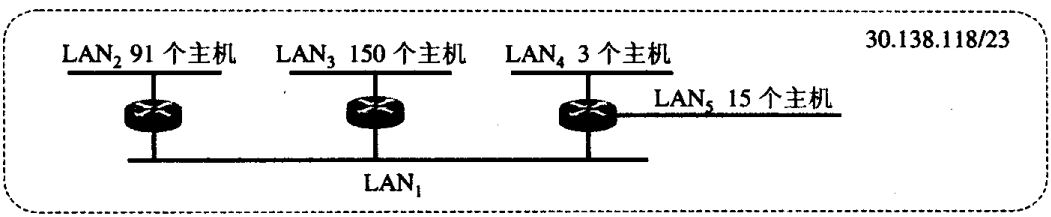 LAN₂ 91 个主机
LAN₃ 150 个主机
LAN₄ 3 个主机
30.138.118/23
LAN₅ 15 个主机
LAN₁